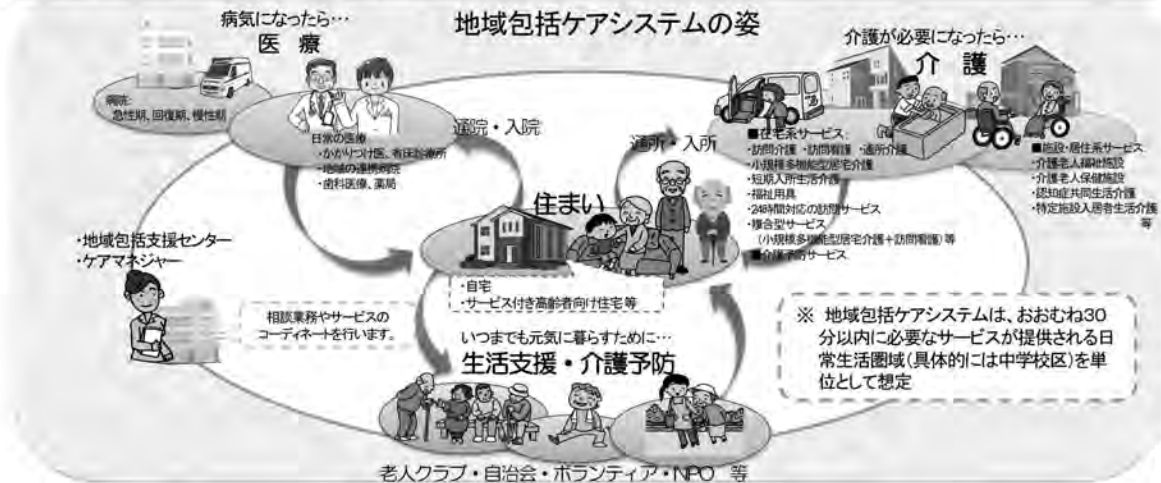 地域包括ケアシステムの姿
病気になったら…
医 療
病院:
急性期、回復期、慢性期
日常の医療:
・かかりつけ医、有床診療所
・地域の連携病院
・歯科医療、薬局
通院・入院
介護が必要になったら…
介 護
通所・入所
■在宅系サービス:
・訪問介護 ・訪問看護 ・通所介護
・小規模多機能型居宅介護
・短期入所生活介護
・福祉用具
・24時間対応の訪問サービス
・複合型サービス
(小規模多機能型居宅介護+訪問看護)等
■介護予防サービス
■施設・居住系サービス
・介護老人福祉施設
・介護老人保健施設
・認知症共同生活介護
・特定施設入居者生活介護
等
住まい
・自宅
・サービス付き高齢者向け住宅 等
・地域包括支援センター
・ケアマネジャー
相談業務やサービスの
コーディネートを行います。
いつまでも元気に暮らすために…
生活支援・介護予防
老人クラブ・自治会・ボランティア・NPO 等
※ 地域包括ケアシステムは、おおむね30
分以内に必要なサービスが提供される日
常生活圏域(具体的には中学校区)を単
位として想定